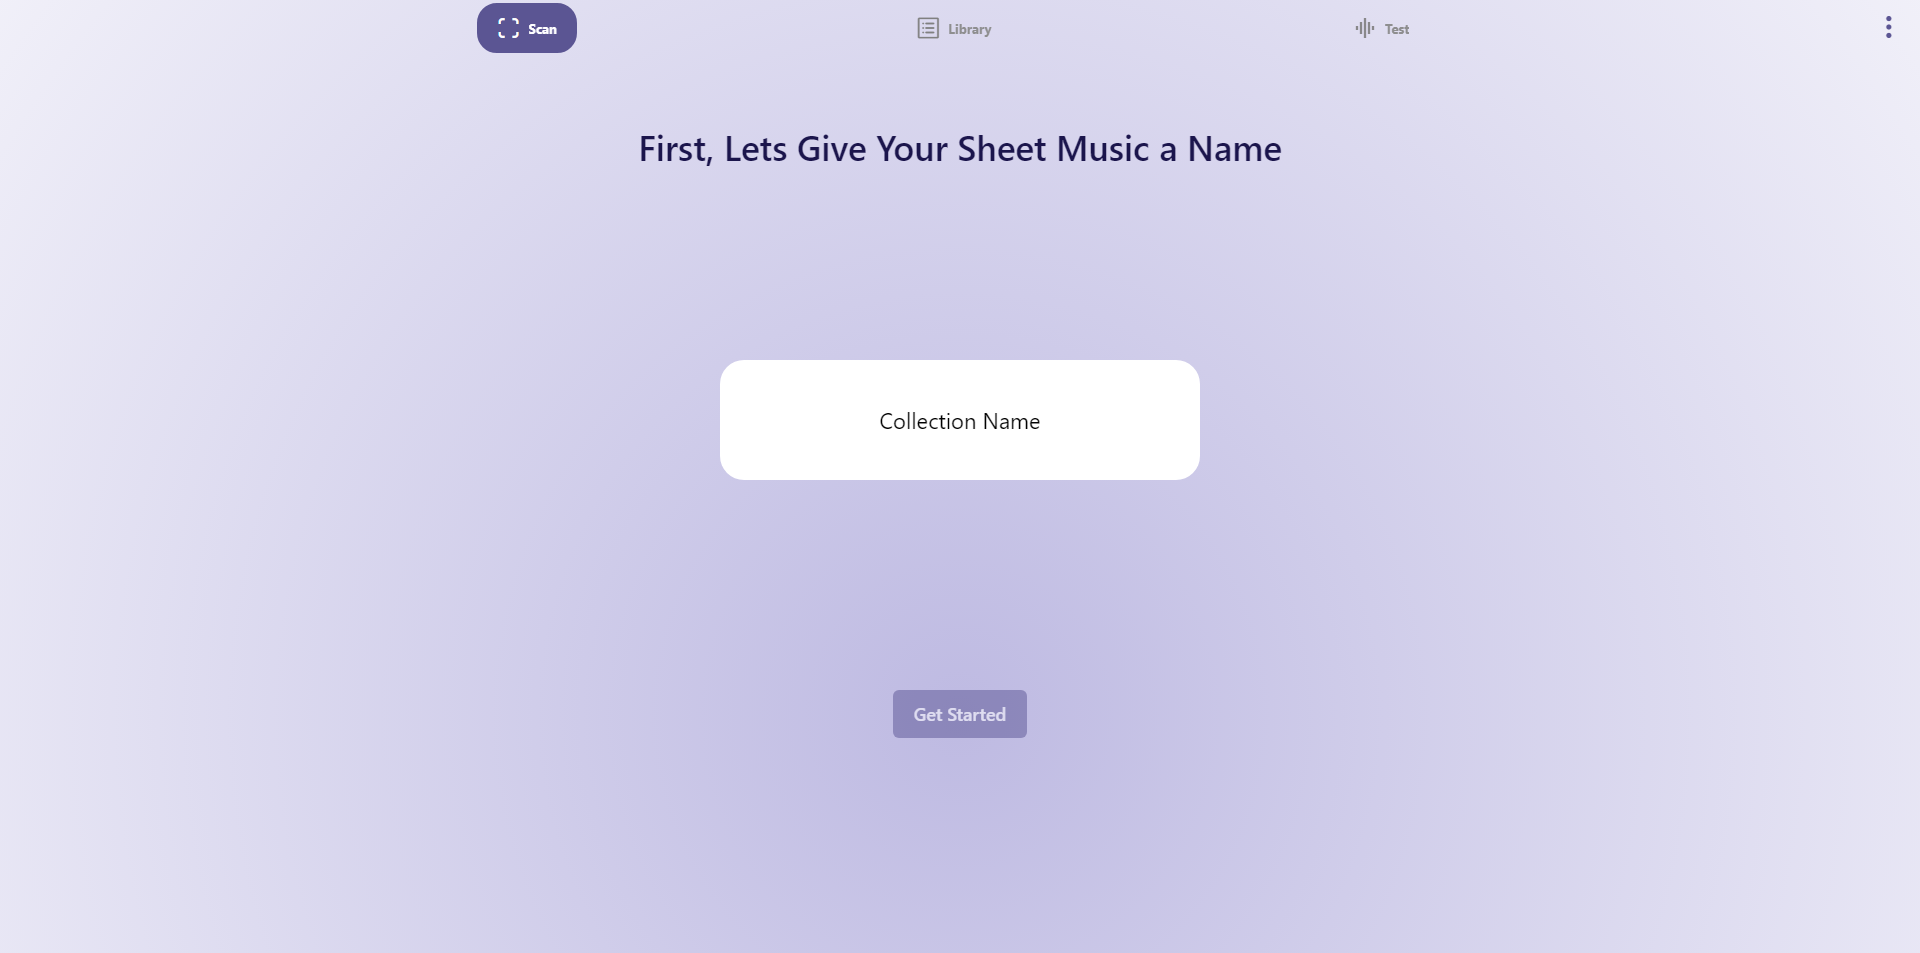 Scan
Library
Test
First, Lets Give Your Sheet Music a Name
Collection Name
Get Started